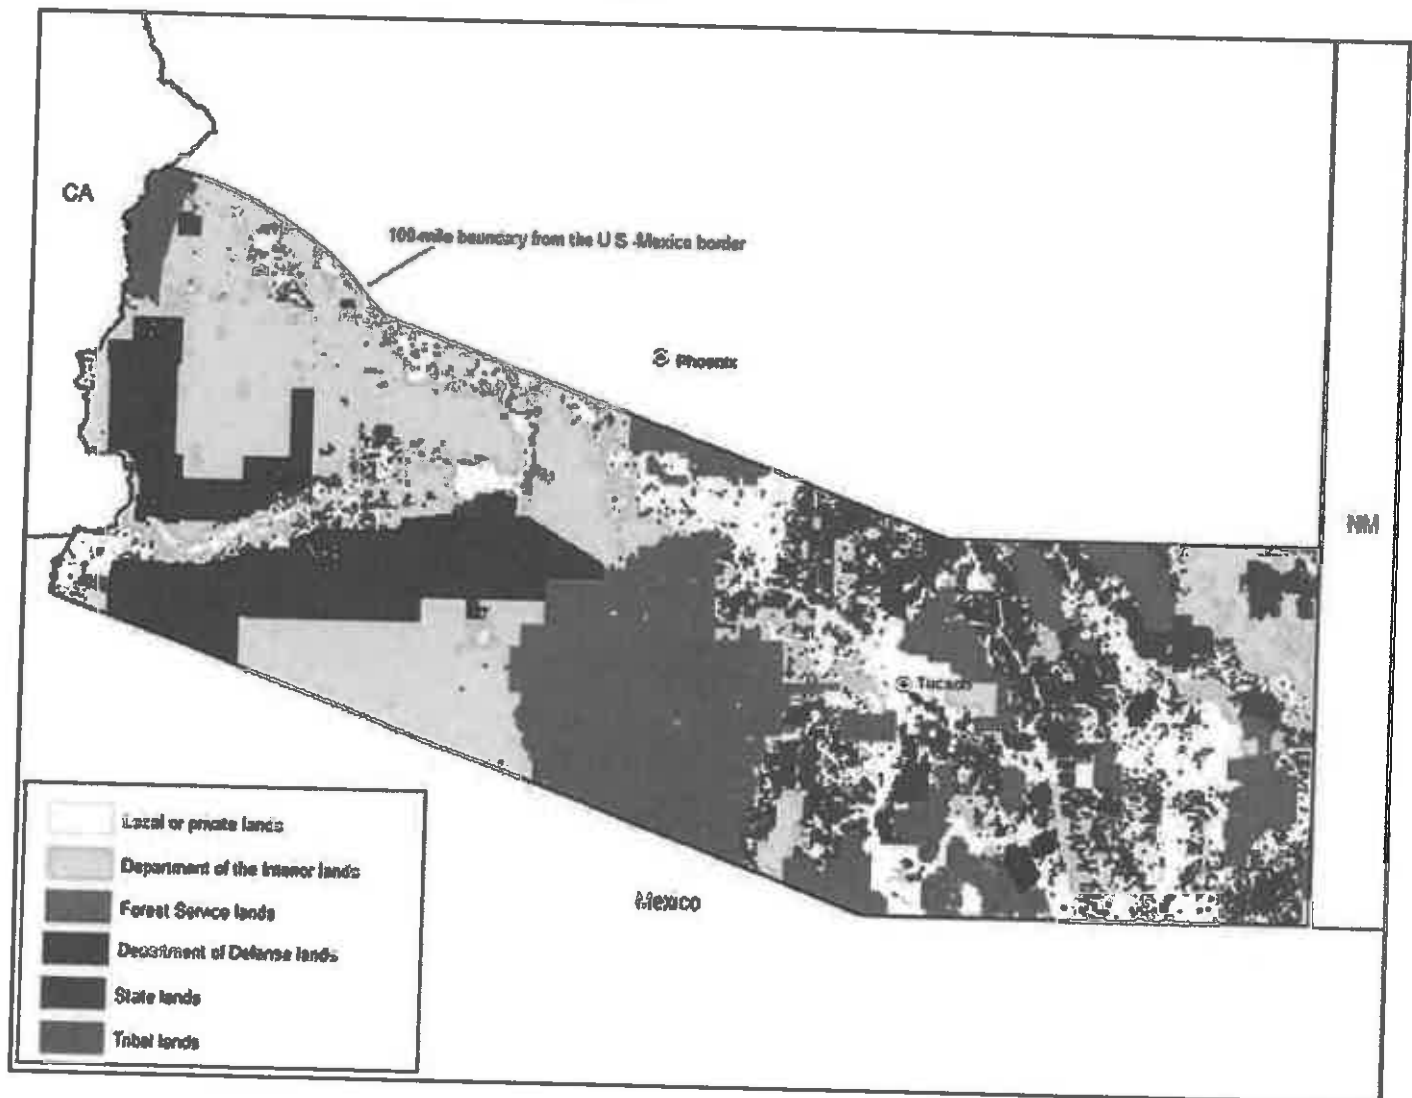 CA
100-mile boundary from the U S -Mexico border
Phoenix
NM
Tucson
Mexico
Local or private lands
Department of the Interior lands
Forest Service lands
Department of Defense lands
State lands
Tribal lands